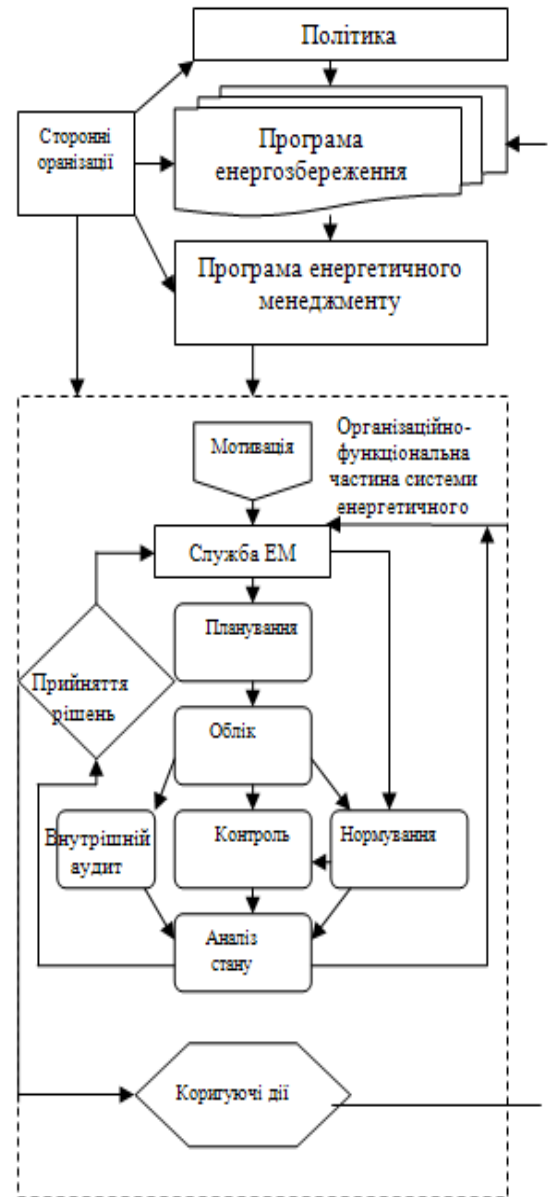 Політика
Сторонні
оранізації
Програма
енергозбереження
Програма енергетичного
менеджменту
Мотивація
Організаційно-
функціональна
частина системи
енергетичного
Служба ЕМ
Планування
Прийняття
рішень
Облік
Внутрішній
аудит
Контроль
Нормування
Аналіз
стану
Коригуючі дії